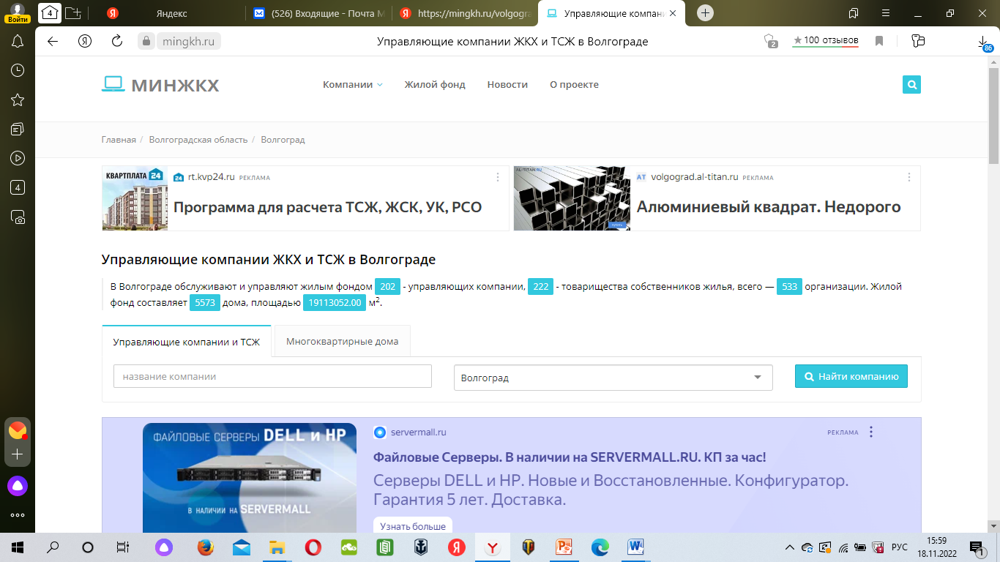 Войти
Яндекс
(526) Входящие - Почта M
https://mingkh.ru/volgogra
Управляющие компани
mingkh.ru
Управляющие компании ЖКХ и ТСЖ в Волгограде
2
★100 отзывов
86
4
МИНЖКХ
Компании
Жилой фонд
Новости
О проекте
Главная / Волгоградская область / Волгоград
КВАРТПЛАТА 24
24 rt.kvp24.ru РЕКЛАМА
Программа для расчета ТСЖ, ЖСК, УК, РСО
AL-TITAN.RU
AT volgograd.al-titan.ru РЕКЛАМА
Алюминиевый квадрат. Недорого
Управляющие компании ЖКХ и ТСЖ в Волгограде
В Волгограде обслуживают и управляют жилым фондом 202 - управляющих компании, 222 - товарищества собственников жилья, всего — 533 организации. Жилой
фонд составляет 5573 дома, площадью 19113052.00 м2.
Управляющие компании и ТСЖ
Многоквартирные дома
название компании
Волгоград
Найти компанию
ФАЙЛОВЫЕ СЕРВЕРЫ DELL и HP
В НАЛИЧИИ НА SERVERMALL
servermall.ru
РЕКЛАМА
Файловые Серверы. В наличии на SERVERMALL.RU. КП за час!
Серверы DELL и HP. Новые и Восстановленные. Конфигуратор.
Гарантия 5 лет. Доставка.
Узнать больше
РУС
15:59
18.11.2022
1